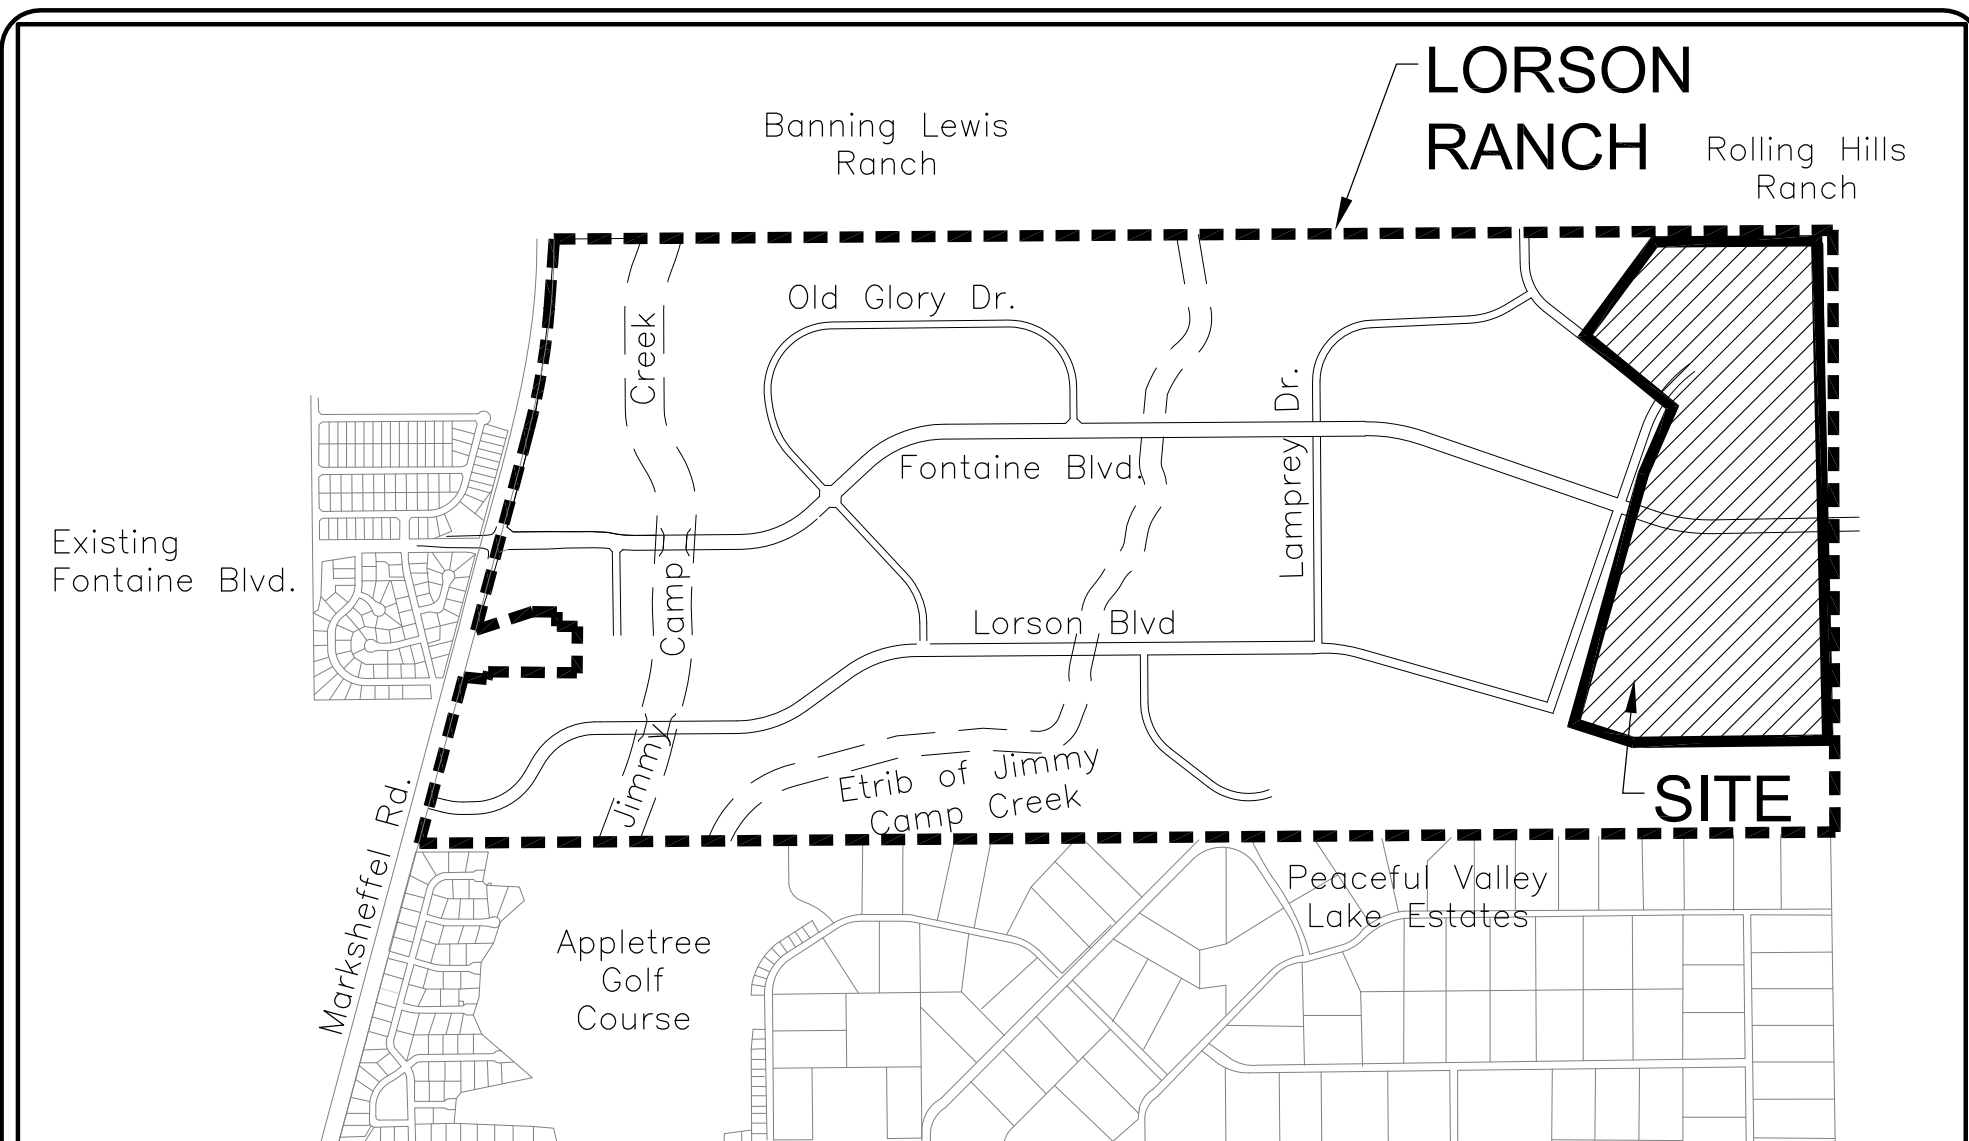 LORSON
RANCH
Banning Lewis
Ranch
Rolling Hills
Ranch
Old Glory Dr.
Creek
Lamprey Dr.
Fontaine Blvd.
Existing
Fontaine Blvd.
Camp
Lorson Blvd
Jimmy
Etrib of Jimmy
Camp Creek
SITE
Marksheffel Rd.
Peaceful Valley
Lake Estates
Appletree
Golf
Course